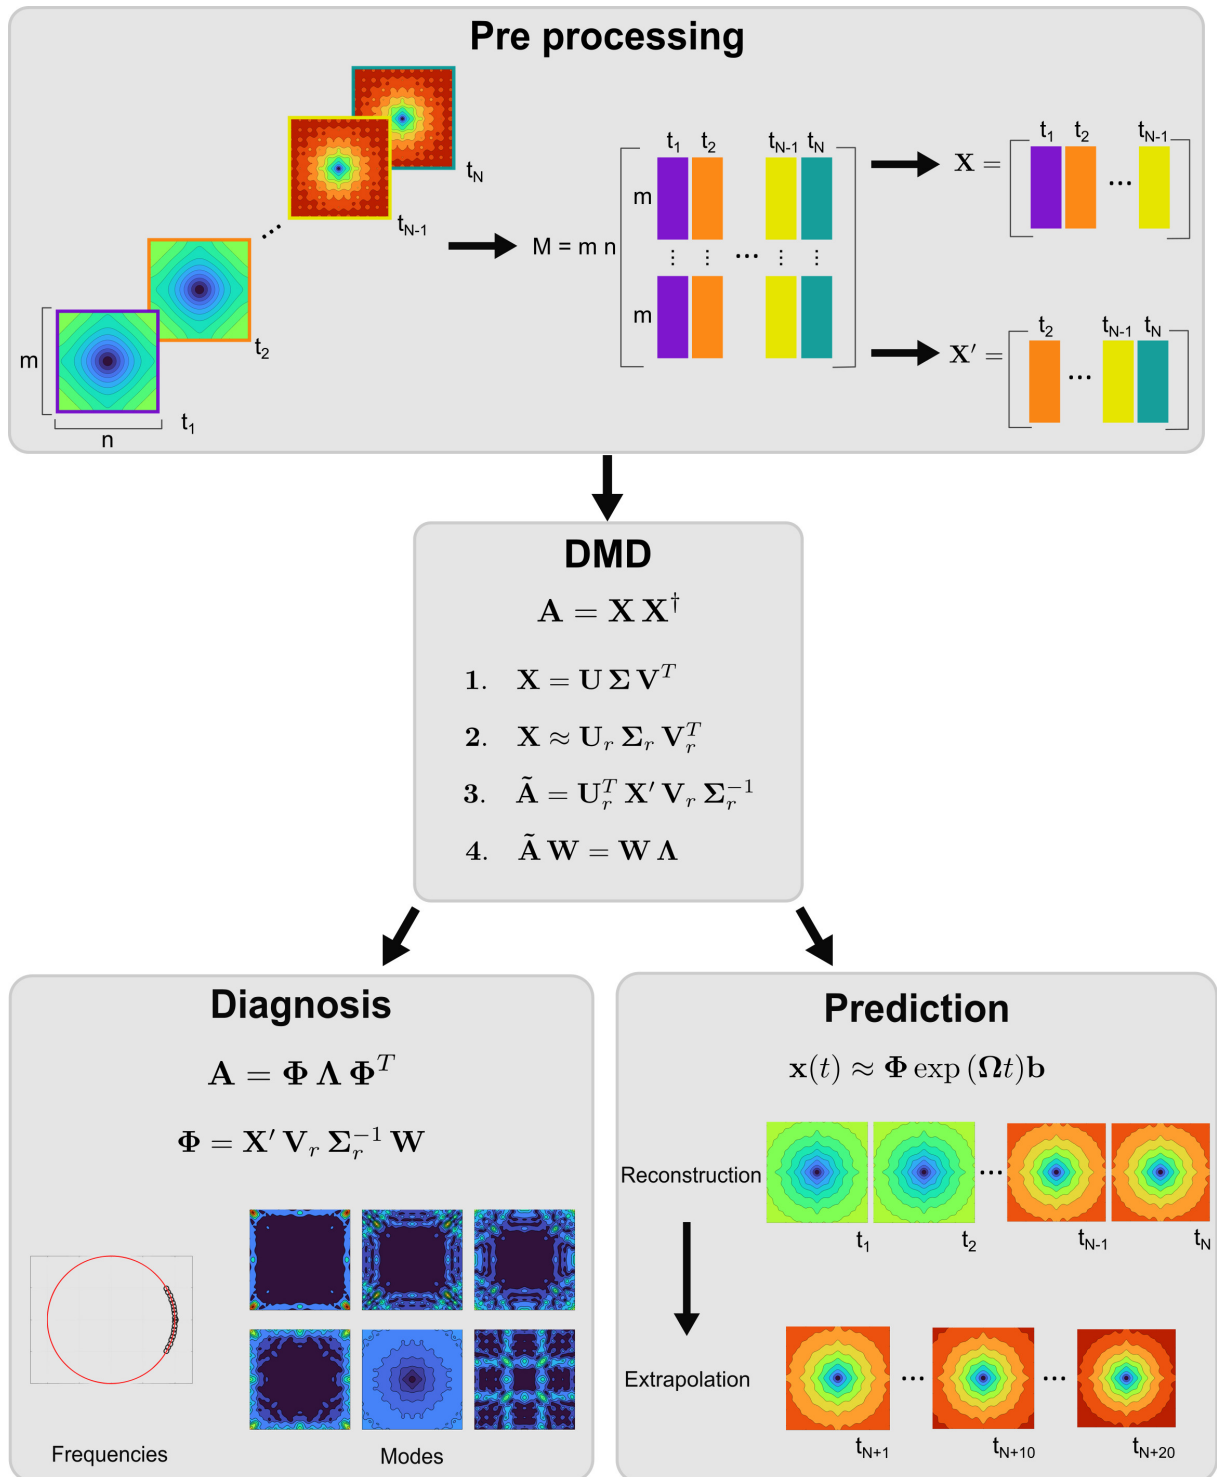 Pre processing
t_N
t_{N-1}
t_2
m
n
t_1
M = m n
t_1 t_2 t_{N-1} t_N
m
m
X =
t_1 t_2 t_{N-1}
X′ =
t_2 t_{N-1} t_N
DMD
A = X X†
1. X = U Σ V^T
2. X ≈ U_r Σ_r V_r^T
3. Ã = U_r^T X′ V_r Σ_r^{-1}
4. Ã W = W Λ
Diagnosis
A = Φ Λ Φ^T
Φ = X′ V_r Σ_r^{-1} W
Frequencies
Modes
Prediction
x(t) ≈ Φ exp (Ωt)b
Reconstruction
t_1 t_2 t_{N-1} t_N
Extrapolation
t_{N+1} t_{N+10} t_{N+20}